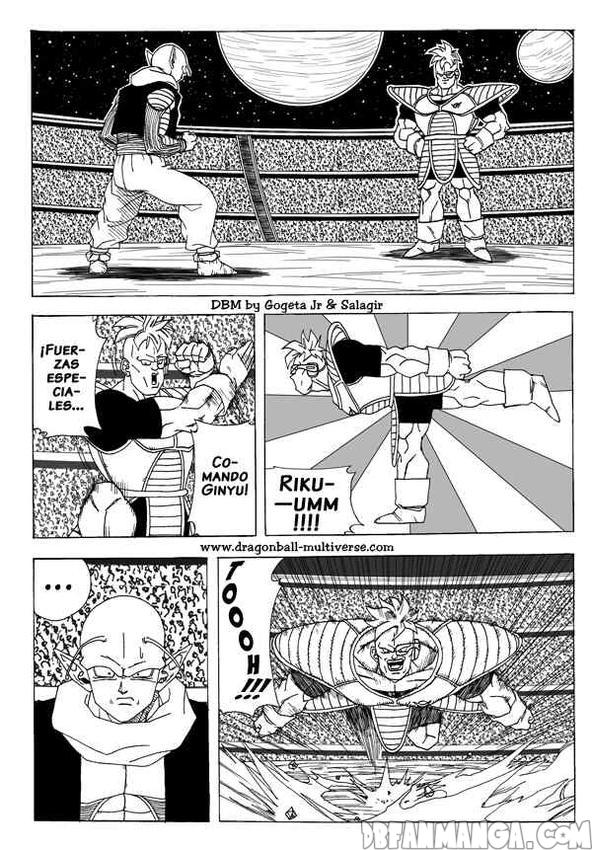 DBM by Gogeta Jr & Salagir
¡FUER-
ZAS
ESPE-
CIA-
LES...
CO-
MANDO
GINYU!
RIKU-
--UMM
!!!!
www.dragonball-multiverse.com
...
TOOOH!!!
DBFANMANGA.COM